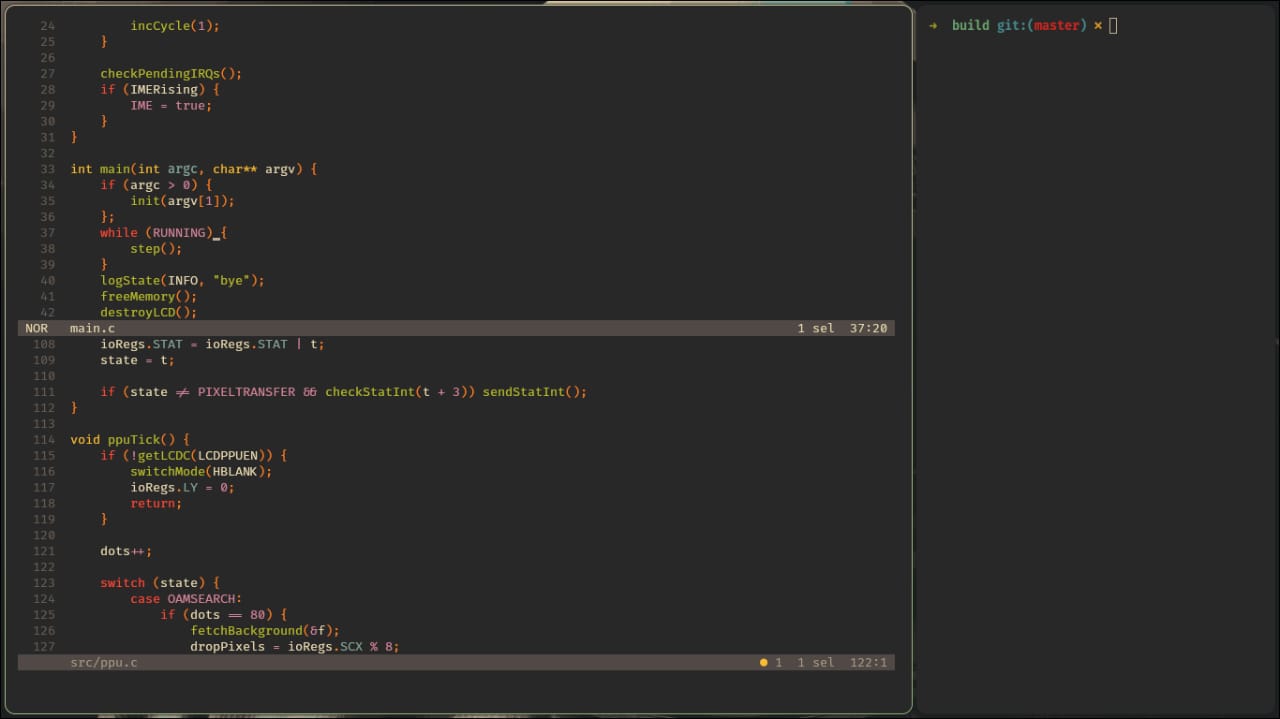 24 incCycle(1);
25 }
26
27 checkPendingIRQs();
28 if (IMERising) {
29 IME = true;
30 }
31 }
32
33 int main(int argc, char** argv) {
34 if (argc > 0) {
35 init(argv[1]);
36 };
37 while (RUNNING) {
38 step();
39 }
40 logState(INFO, "bye");
41 freeMemory();
42 destroyLCD();
NOR main.c 1 sel 37:20
108 ioRegs.STAT = ioRegs.STAT | t;
109 state = t;
110
111 if (state != PIXELTRANSFER && checkStatInt(t + 3)) sendStatInt();
112 }
113
114 void ppuTick() {
115 if (!getLCDC(LCDPPUEN)) {
116 switchMode(HBLANK);
117 ioRegs.LY = 0;
118 return;
119 }
120
121 dots++;
122
123 switch (state) {
124 case OAMSEARCH:
125 if (dots == 80) {
126 fetchBackground(&f);
127 dropPixels = ioRegs.SCX % 8;
src/ppu.c ● 1 1 sel 122:1
➜ build git:(master) ×